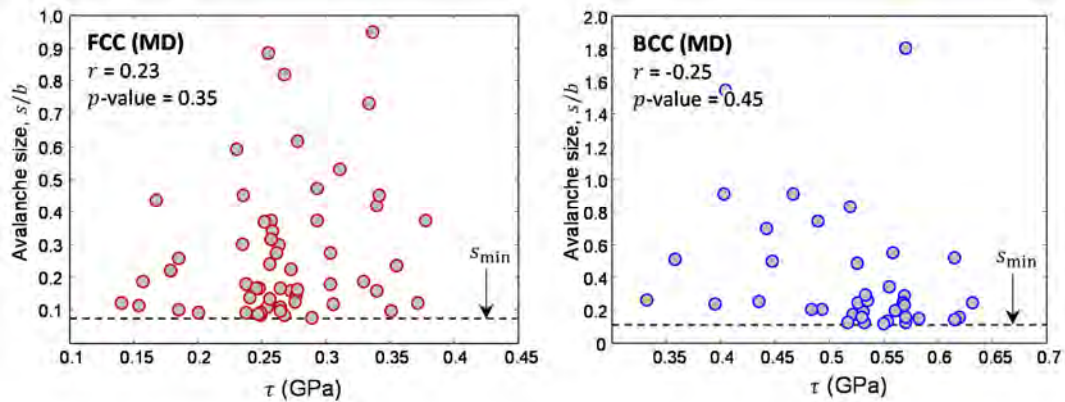 FCC (MD)
r = 0.23
p-value = 0.35
Avalanche size, s/b
1.0
0.9
0.8
0.7
0.6
0.5
0.4
0.3
0.2
0.1
s_min
0.1 0.15 0.2 0.25 0.3 0.35 0.4 0.45
τ (GPa)
BCC (MD)
r = -0.25
p-value = 0.45
Avalanche size, s/b
2.0
1.8
1.6
1.4
1.2
1.0
0.8
0.6
0.4
0.2
0
s_min
0.35 0.4 0.45 0.5 0.55 0.6 0.65 0.7
τ (GPa)